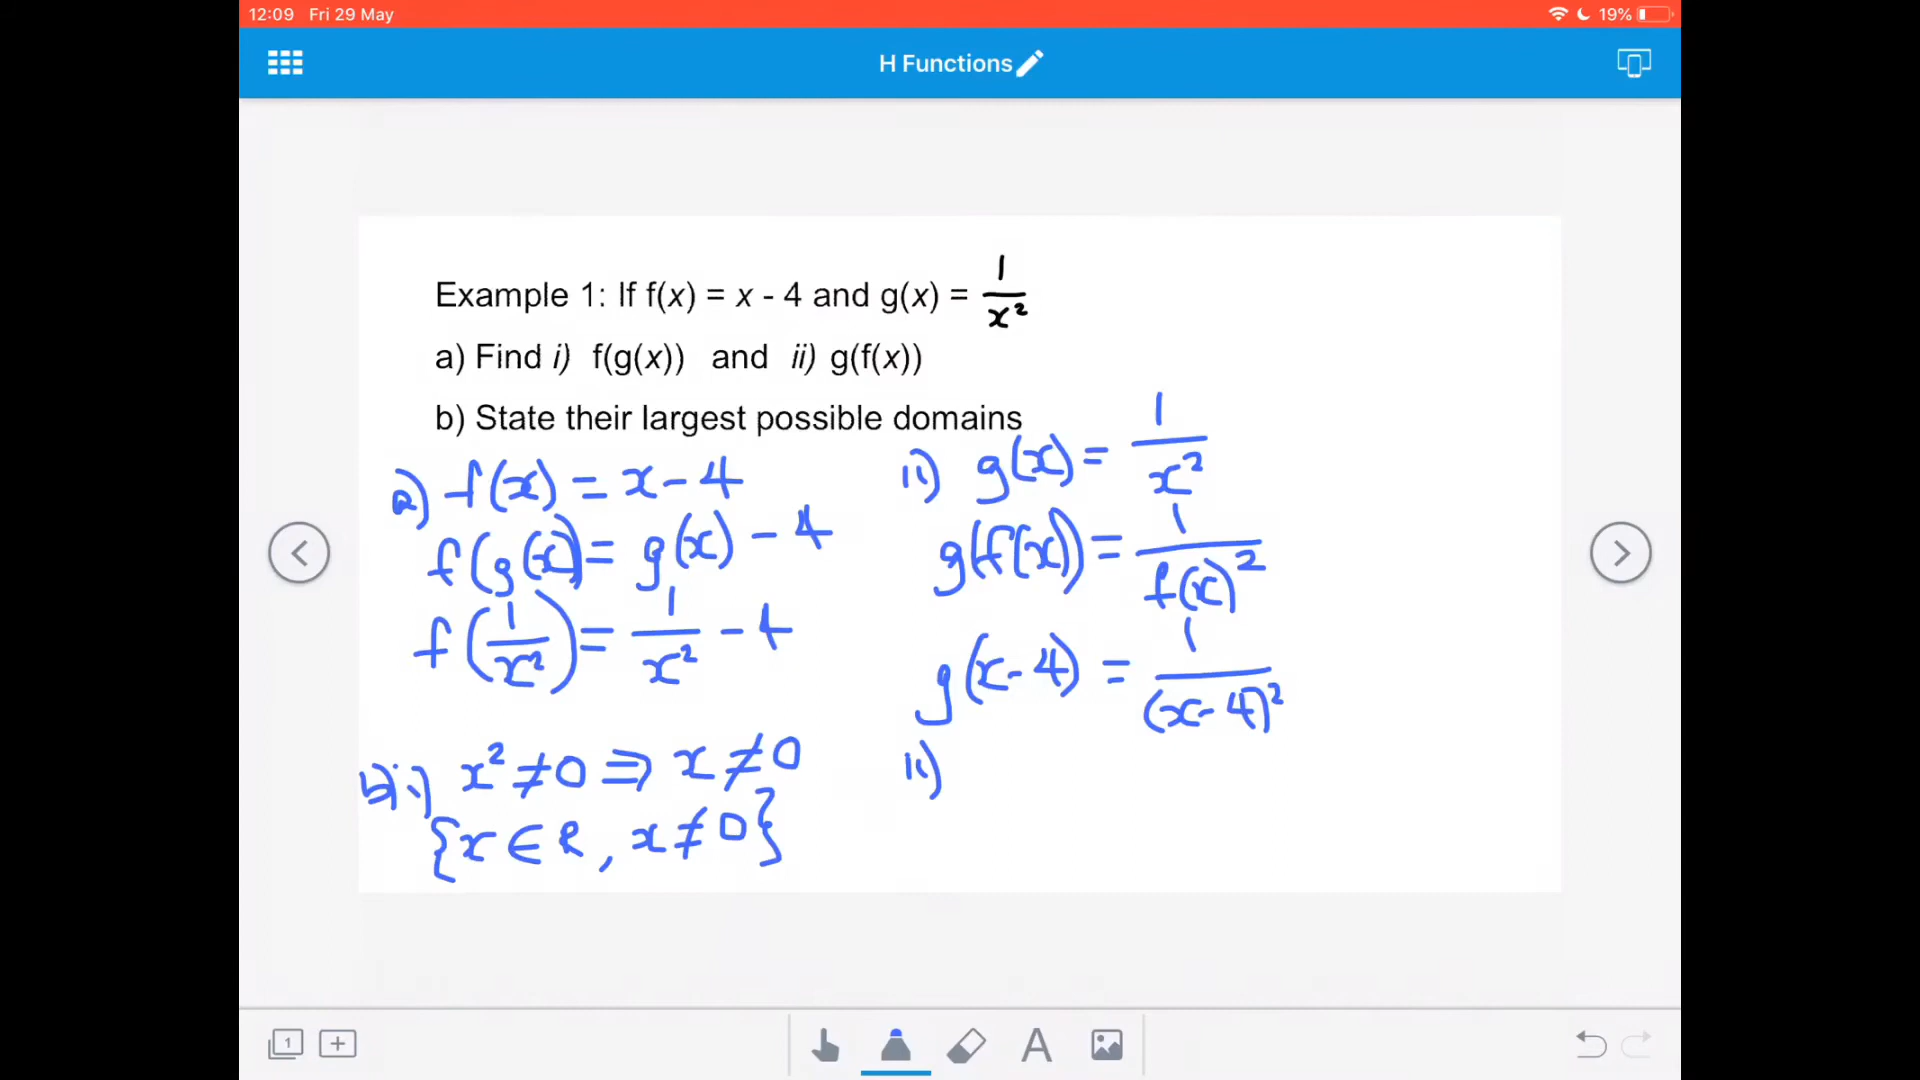 12:09 Fri 29 May 19%
H Functions
Example 1: If f(x) = x - 4 and g(x) = 1/x²
a) Find i) f(g(x)) and ii) g(f(x))
b) State their largest possible domains
a) f(x) = x - 4
f(g(x)) = g(x) - 4
f(1/x²) = 1/x² - 4
b) i) x² ≠ 0 ⇒ x ≠ 0
{x ∈ R, x ≠ 0}
ii) g(x) = 1/x²
g(f(x)) = 1/f(x)²
g(x - 4) = 1/(x - 4)²
ii)
1
A